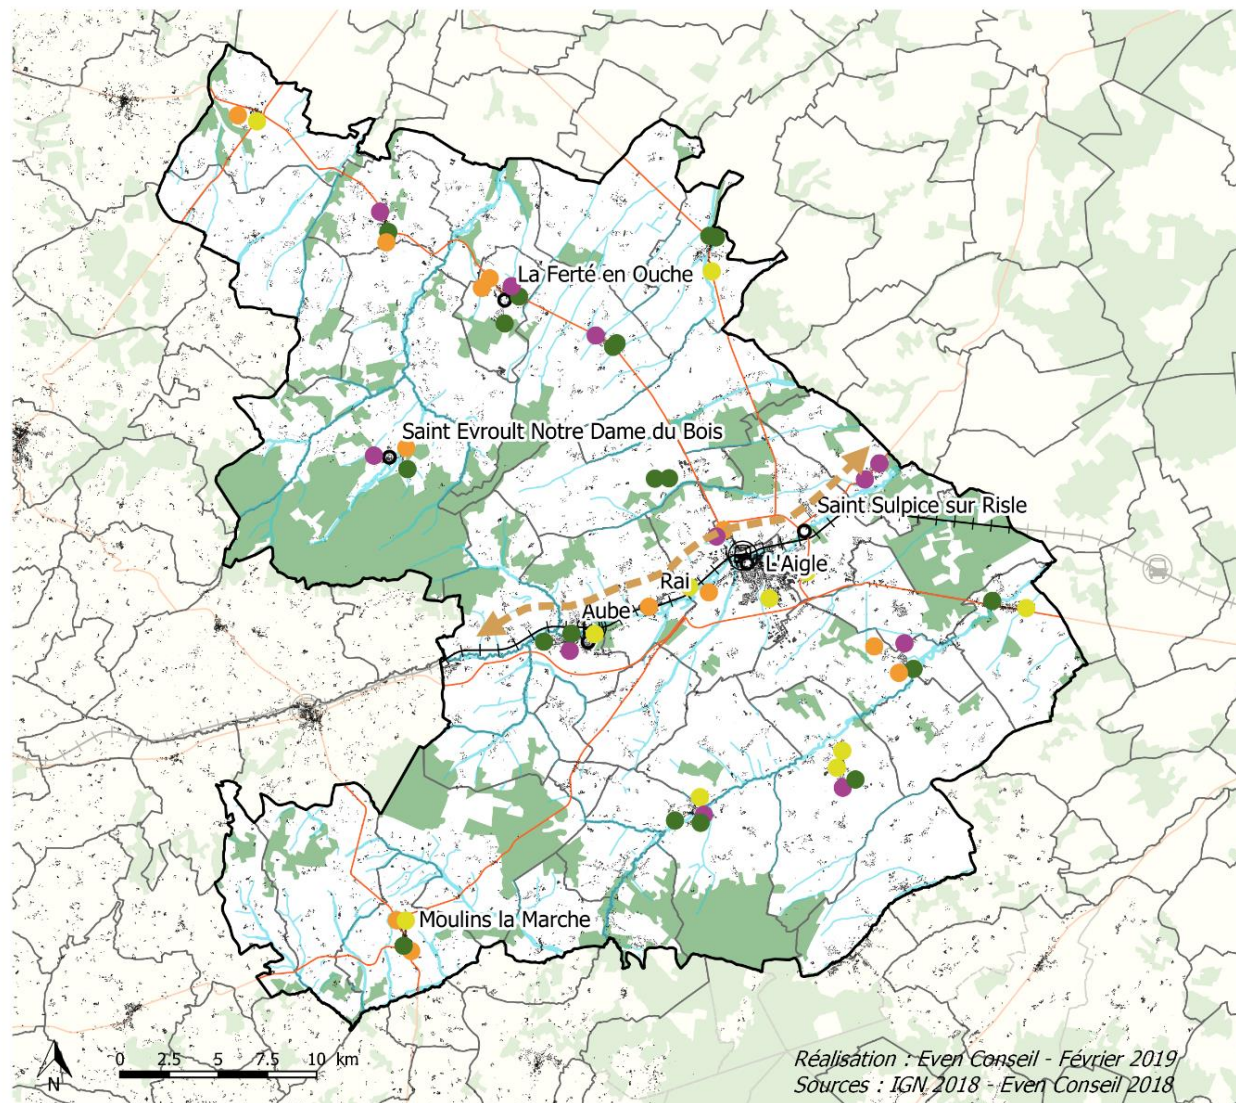 La Ferté en Ouche
Saint Evroult Notre Dame du Bois
Saint Sulpice sur Risle
L'Aigle
Rai
Aube
Moulins la Marche
N
0 2.5 5 7.5 10 km
Réalisation : Even Conseil - Février 2019
Sources : IGN 2018 - Even Conseil 2018